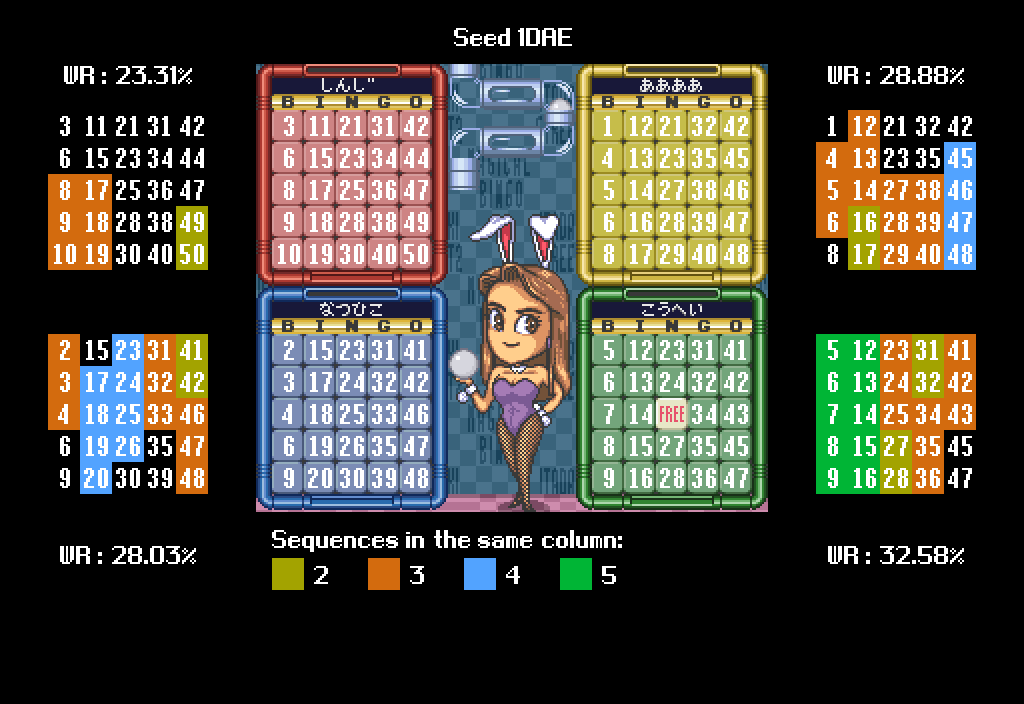 Seed 1DAE
WR: 23.31%
3 11 21 31 42
6 15 23 34 44
8 17 25 36 47
9 18 28 38 49
10 19 30 40 50
しんじ
B I N G O
3 11 21 31 42
6 15 23 34 44
8 17 25 36 47
9 18 28 38 49
10 19 30 40 50
ああああ
B I N G O
1 12 21 32 42
4 13 23 35 45
5 14 27 38 46
6 16 28 39 47
8 17 29 40 48
WR: 28.88%
1 12 21 32 42
4 13 23 35 45
5 14 27 38 46
6 16 28 39 47
8 17 29 40 48
2 15 23 31 41
3 17 24 32 42
4 18 25 33 46
6 19 26 35 47
9 20 30 39 48
WR: 28.03%
なつひこ
B I N G O
2 15 23 31 41
3 17 24 32 42
4 18 25 33 46
6 19 26 35 47
9 20 30 39 48
こうへい
B I N G O
5 12 23 31 41
6 13 24 32 42
7 14 FREE 34 43
8 15 27 35 45
9 16 28 36 47
5 12 23 31 41
6 13 24 32 42
7 14 25 34 43
8 15 27 35 45
9 16 28 36 47
WR: 32.58%
Sequences in the same column:
2 3 4 5